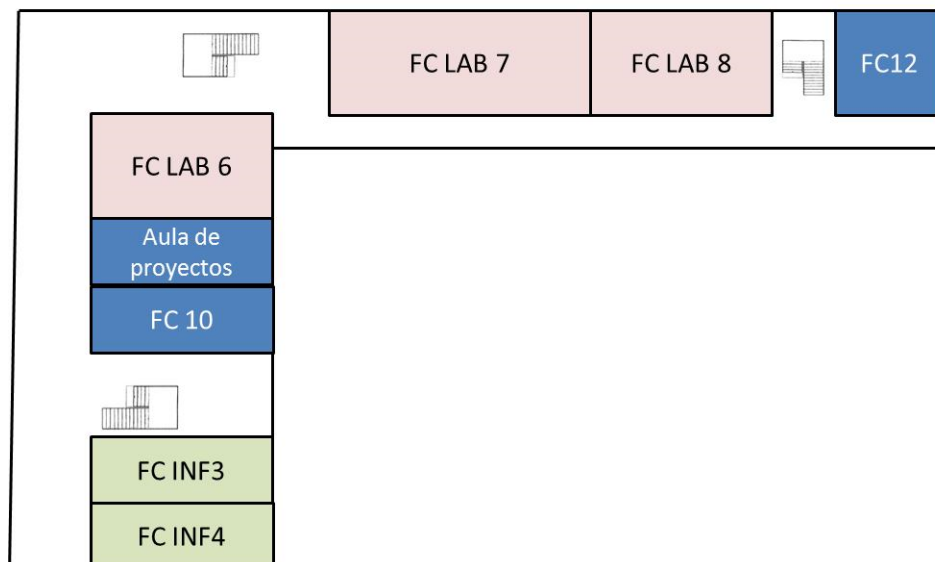 FC LAB 7
FC LAB 8
FC12
FC LAB 6
Aula de
proyectos
FC 10
FC INF3
FC INF4